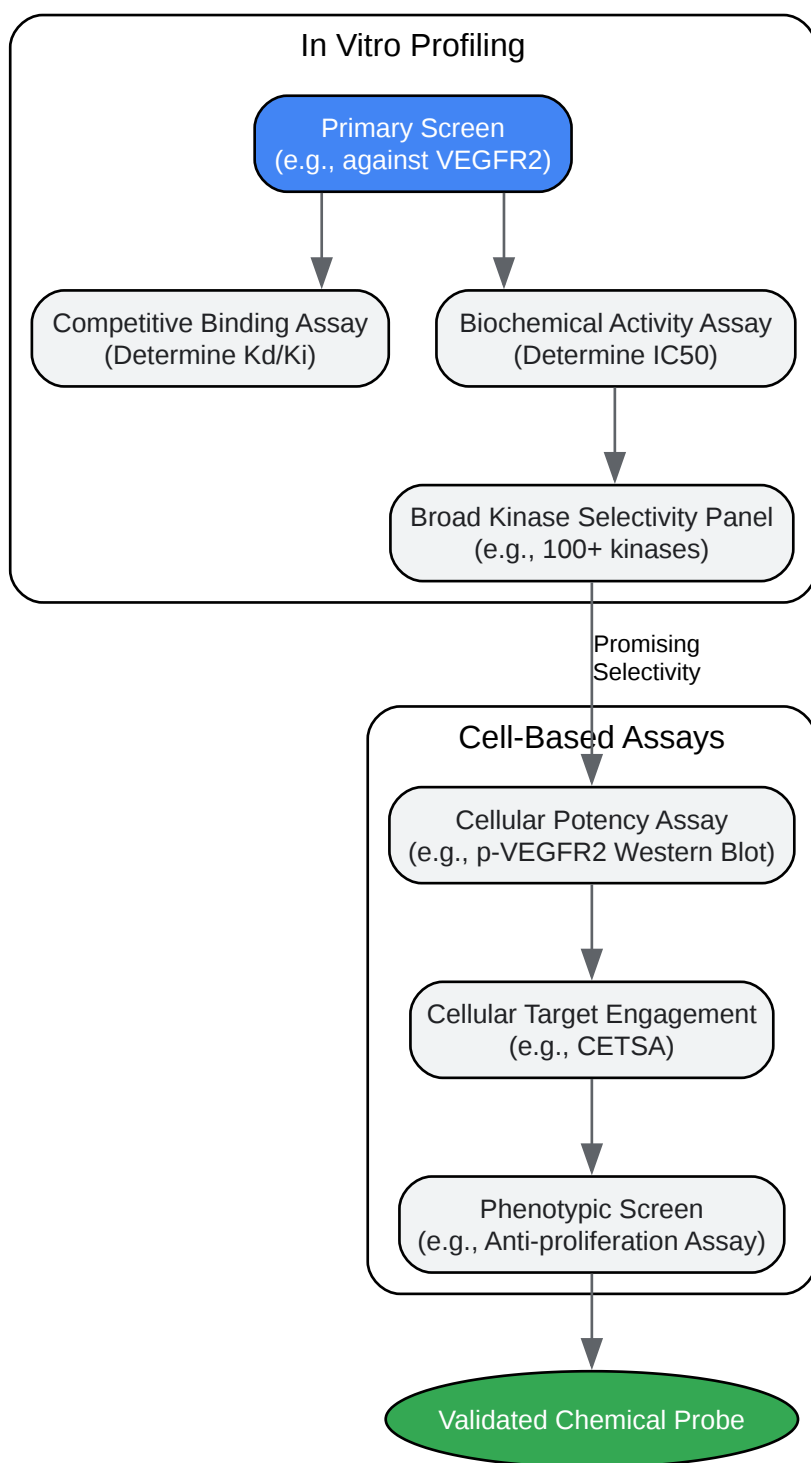 In Vitro Profiling
Primary Screen
(e.g., against VEGFR2)
Competitive Binding Assay
(Determine Kd/Ki)
Biochemical Activity Assay
(Determine IC50)
Broad Kinase Selectivity Panel
(e.g., 100+ kinases)
Promising
Selectivity
Cell-Based Assays
Cellular Potency Assay
(e.g., p-VEGFR2 Western Blot)
Cellular Target Engagement
(e.g., CETSA)
Phenotypic Screen
(e.g., Anti-proliferation Assay)
Validated Chemical Probe